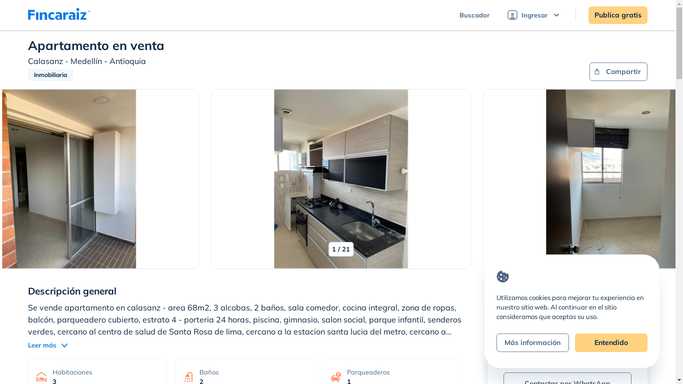 Fincaraiz
Buscador
Ingresar
Publica gratis
Apartamento en venta
Calasanz - Medellín - Antioquia
Inmobiliaria
Compartir
1 / 21
Descripción general
Se vende apartamento en calasanz - area 68m2, 3 alcobas, 2 baños, sala comedor, cocina integral, zona de ropas,
balcón, parqueadero cubierto, estrato 4 - porteria 24 horas, piscina, gimnasio, salon social, parque infantil, senderos
verdes, cercano al centro de salud de Santa Rosa de lima, cercano a la estacion santa lucia del metro, cercano a...
Leer más
Habitaciones
3
Baños
2
Parqueaderos
1
Utilizamos cookies para mejorar tu experiencia en
nuestro sitio web. Al continuar en el sitio
consideramos que aceptas su uso.
Más información
Entendido
Contactar por WhatsApp